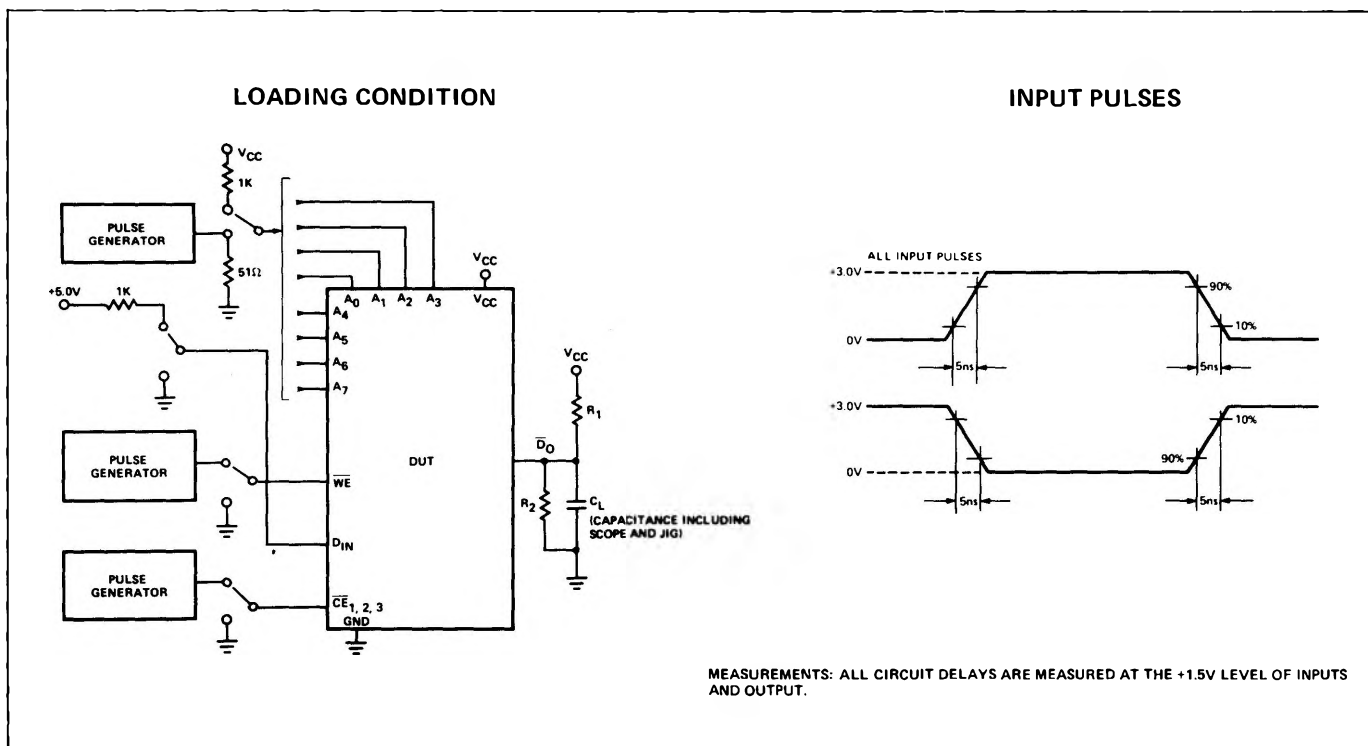 LOADING CONDITION
INPUT PULSES
VCC
1K
PULSE
GENERATOR
51Ω
+5.0V
1K
A0 A1 A2 A3
VCC
VCC
A4
A5
A6
A7
DUT
PULSE
GENERATOR
WE
DIN
PULSE
GENERATOR
CE1, 2, 3
GND
VCC
R1
D̅O
R2
CL
(CAPACITANCE INCLUDING
SCOPE AND JIG)
ALL INPUT PULSES
+3.0V
90%
10%
0V
5ns
5ns
+3.0V
10%
90%
0V
5ns
5ns
MEASUREMENTS: ALL CIRCUIT DELAYS ARE MEASURED AT THE +1.5V LEVEL OF INPUTS
AND OUTPUT.